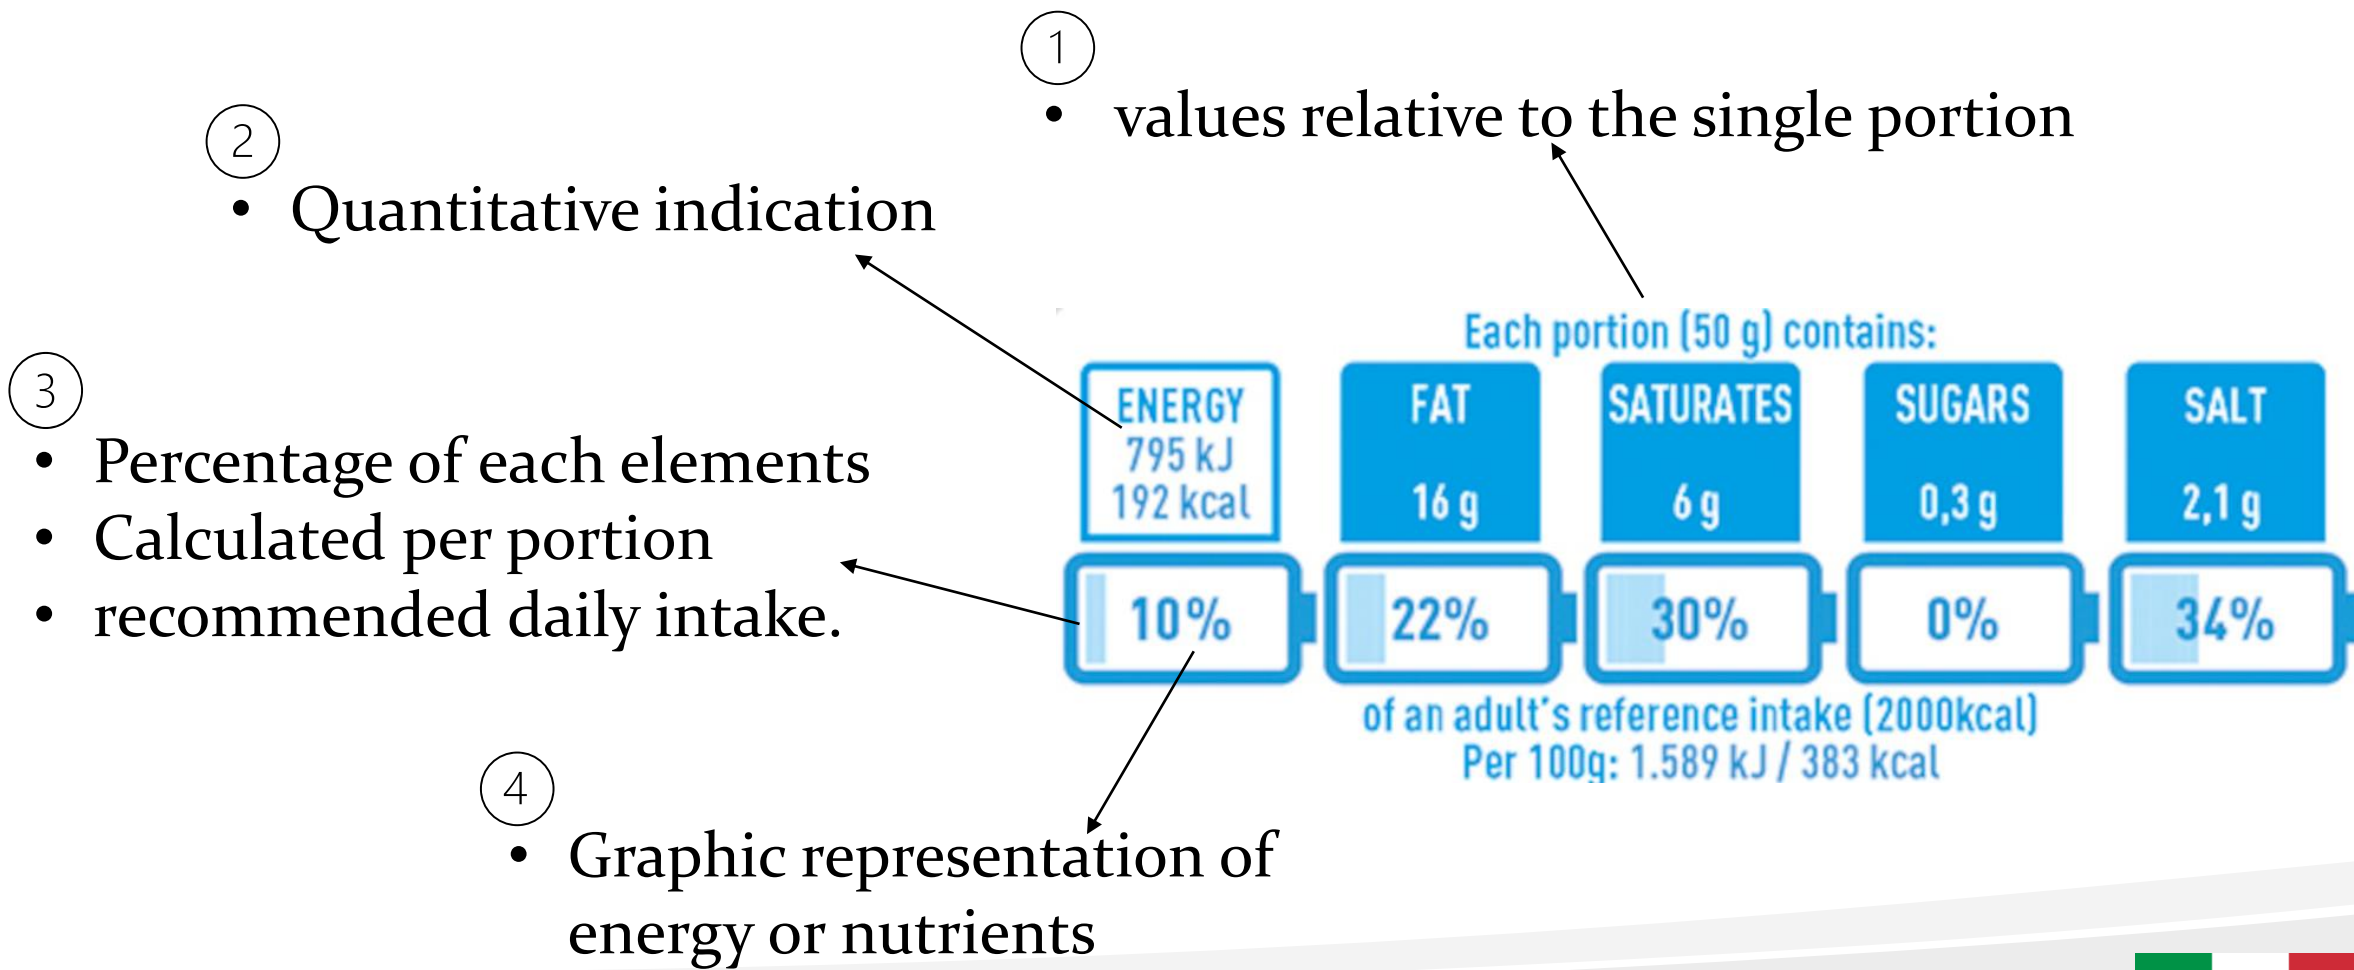 ①
• values relative to the single portion
②
• Quantitative indication
③
• Percentage of each elements
• Calculated per portion
• recommended daily intake.
④
• Graphic representation of
energy or nutrients
Each portion (50 g) contains:
ENERGY
795 kJ
192 kcal
10%
FAT
16 g
22%
SATURATES
6 g
30%
SUGARS
0,3 g
0%
SALT
2,1 g
34%
of an adult's reference intake (2000kcal)
Per 100g: 1.589 kJ / 383 kcal